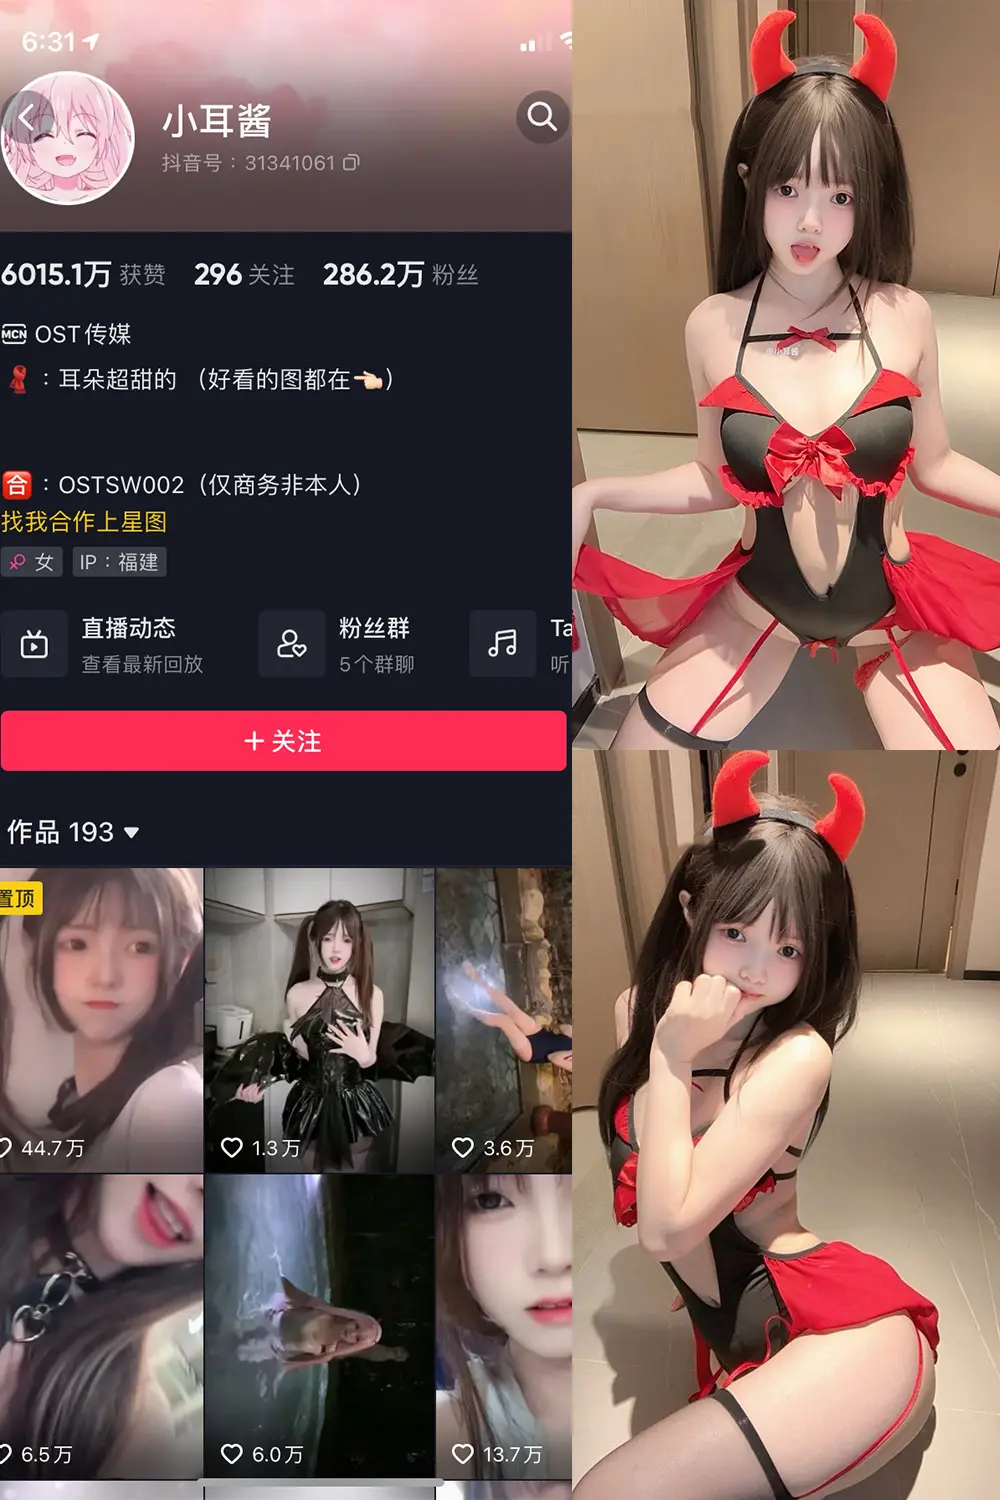 6:31
小耳酱
抖音号：31341061
6015.1万 获赞 296 关注 286.2万 粉丝
MCN OST传媒
：耳朵超甜的 （好看的图都在👈🏻）
合：OSTSW002（仅商务非本人）
找我合作上星图
女 IP：福建
直播动态
查看最新回放
粉丝群
5个群聊
Ta
听
+ 关注
作品 193
置顶
44.7万
1.3万
3.6万
6.5万
6.0万
13.7万
小耳酱